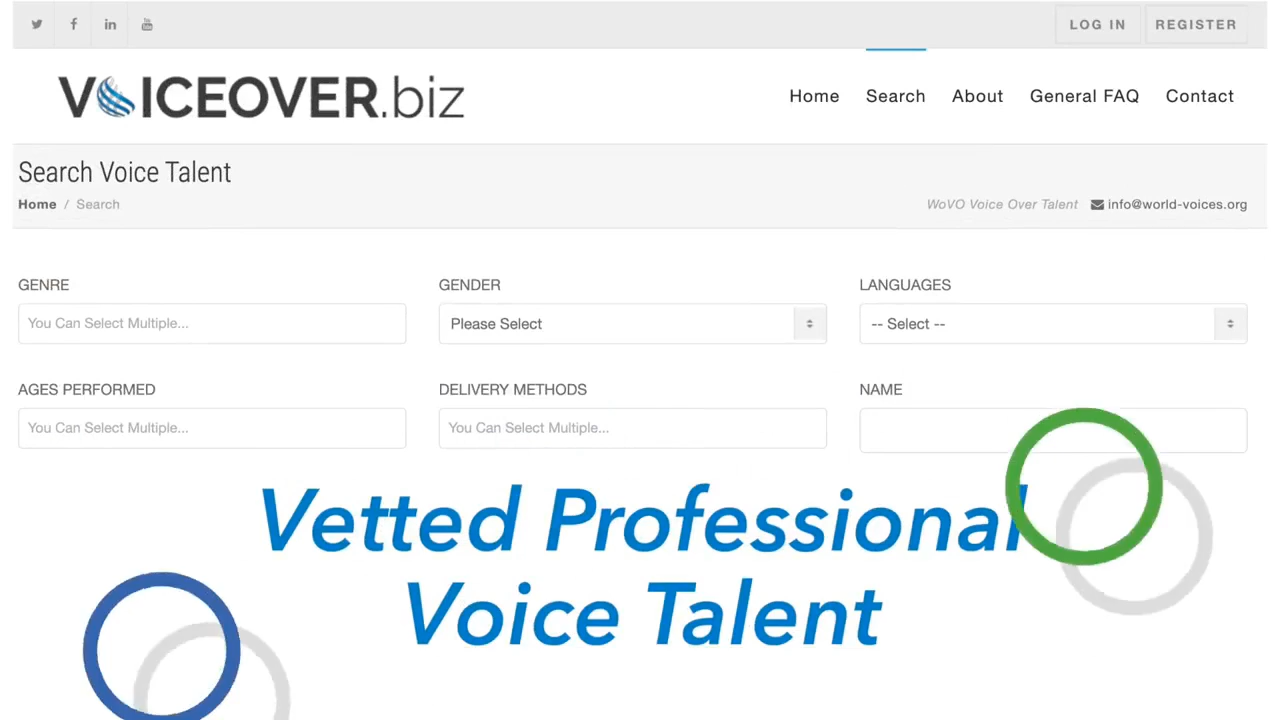 LOG IN REGISTER
VOICEOVER.biz
Home Search About General FAQ Contact
Search Voice Talent
Home / Search
WoVO Voice Over Talent info@world-voices.org
GENRE GENDER LANGUAGES
You Can Select Multiple... Please Select -- Select --
AGES PERFORMED DELIVERY METHODS NAME
You Can Select Multiple... You Can Select Multiple...
Vetted Professional
Voice Talent